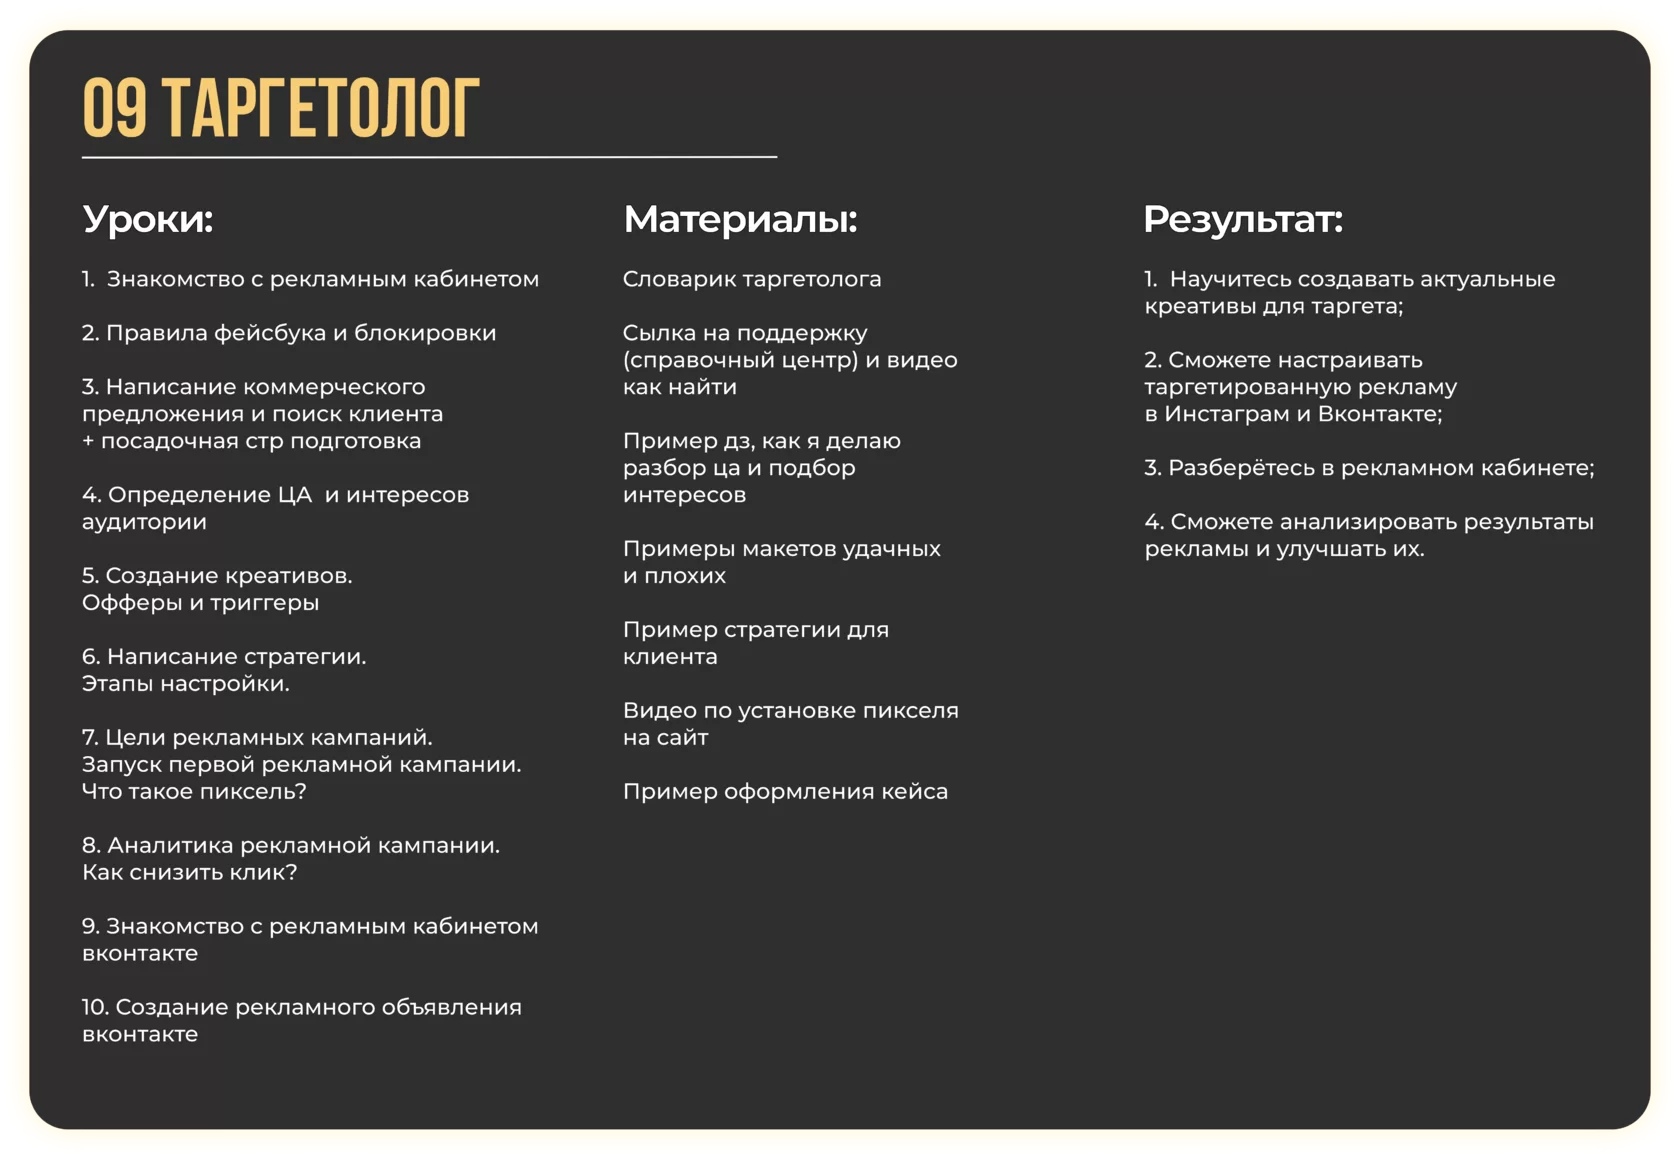 09 ТАРГЕТОЛОГ
Уроки:
1.  Знакомство с рекламным кабинетом
2. Правила фейсбука и блокировки
3. Написание коммерческого
предложения и поиск клиента
+ посадочная стр подготовка
4. Определение ЦА  и интересов
аудитории
5. Создание креативов.
Офферы и триггеры
6. Написание стратегии.
Этапы настройки.
7. Цели рекламных кампаний.
Запуск первой рекламной кампании.
Что такое пиксель?
8. Аналитика рекламной кампании.
Как снизить клик?
9. Знакомство с рекламным кабинетом
вконтакте
10. Создание рекламного объявления
вконтакте
Материалы:
Словарик таргетолога
Сылка на поддержку
(справочный центр) и видео
как найти
Пример дз, как я делаю
разбор ца и подбор
интересов
Примеры макетов удачных
и плохих
Пример стратегии для
клиента
Видео по установке пикселя
на сайт
Пример оформления кейса
Результат:
1.  Научитесь создавать актуальные
креативы для таргета;
2. Сможете настраивать
таргетированную рекламу
в Инстаграм и Вконтакте;
3. Разберётесь в рекламном кабинете;
4. Сможете анализировать результаты
рекламы и улучшать их.